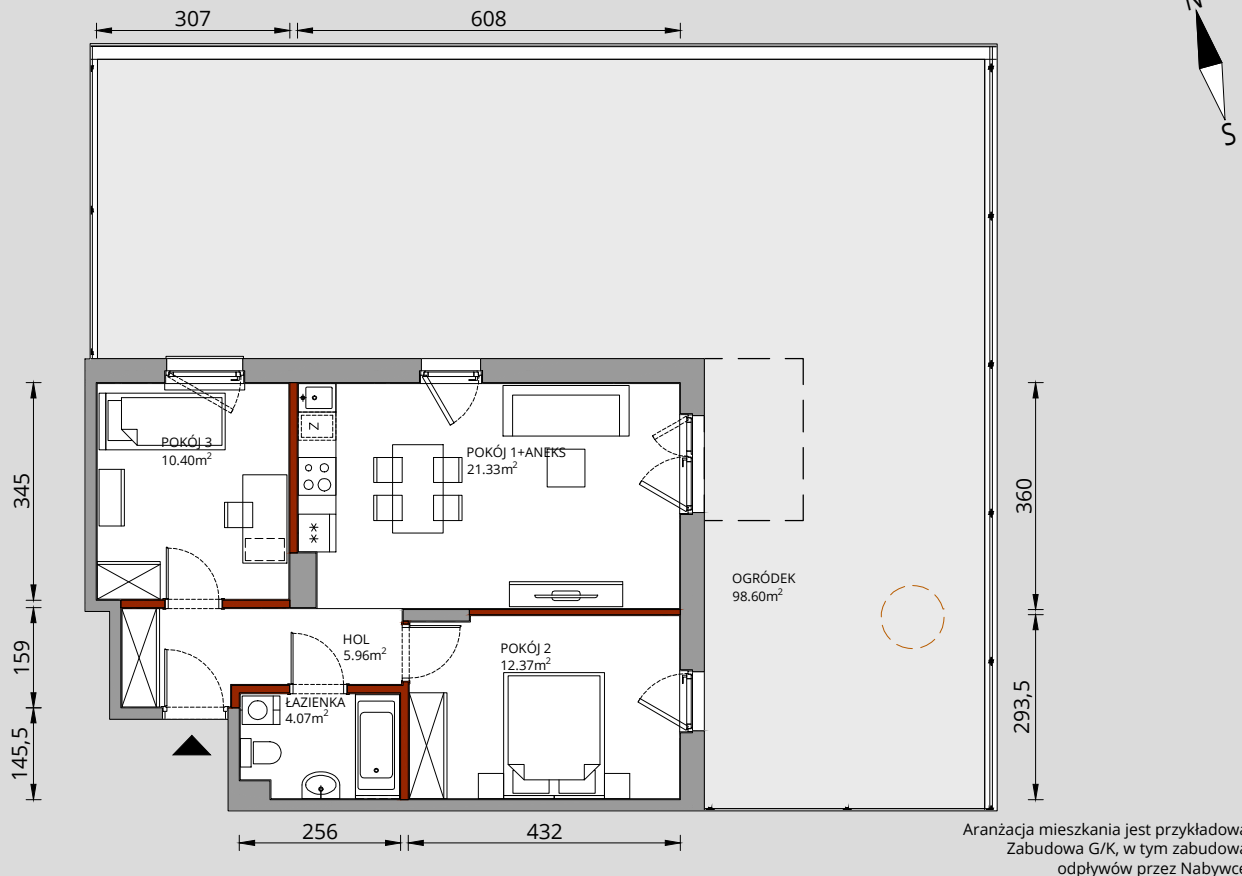 307
608
N
S
POKÓJ 3
10.40m²
Z
POKÓJ 1+ANEKS
21.33m²
345
360
OGRÓDEK
98.60m²
HOL
5.96m²
POKÓJ 2
12.37m²
159
ŁAZIENKA
4.07m²
293,5
145,5
256
432
Aranżacja mieszkania jest przykładowa
Zabudowa G/K, w tym zabudowa
odpływów przez Nabywcę